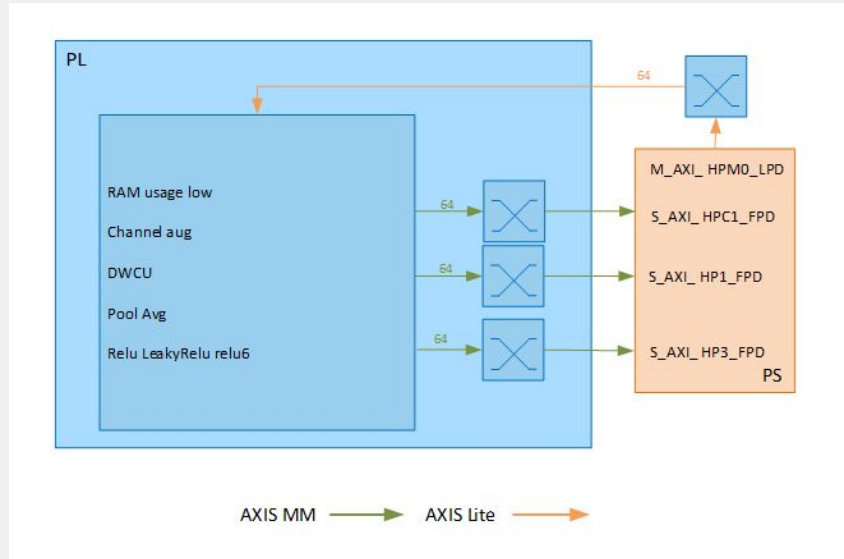 PL
64
M_AXI_ HPM0_LPD
RAM usage low
64
S_AXI_ HPC1_FPD
Channel aug
DWCU
64
S_AXI_ HP1_FPD
Pool Avg
Relu LeakyRelu relu6
64
S_AXI_ HP3_FPD
PS
AXIS MM
AXIS Lite